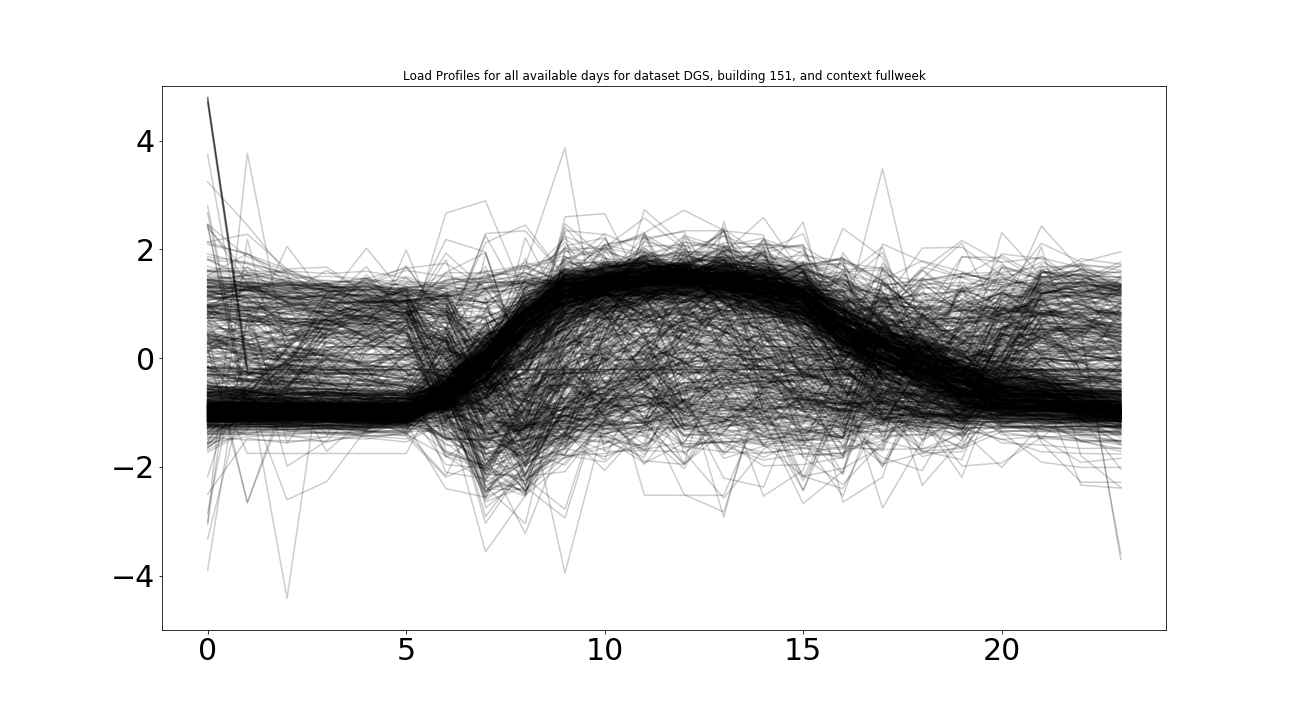 Load Profiles for all available days for dataset DGS, building 151, and context fullweek
4
2
0
−2
−4
0 5 10 15 20